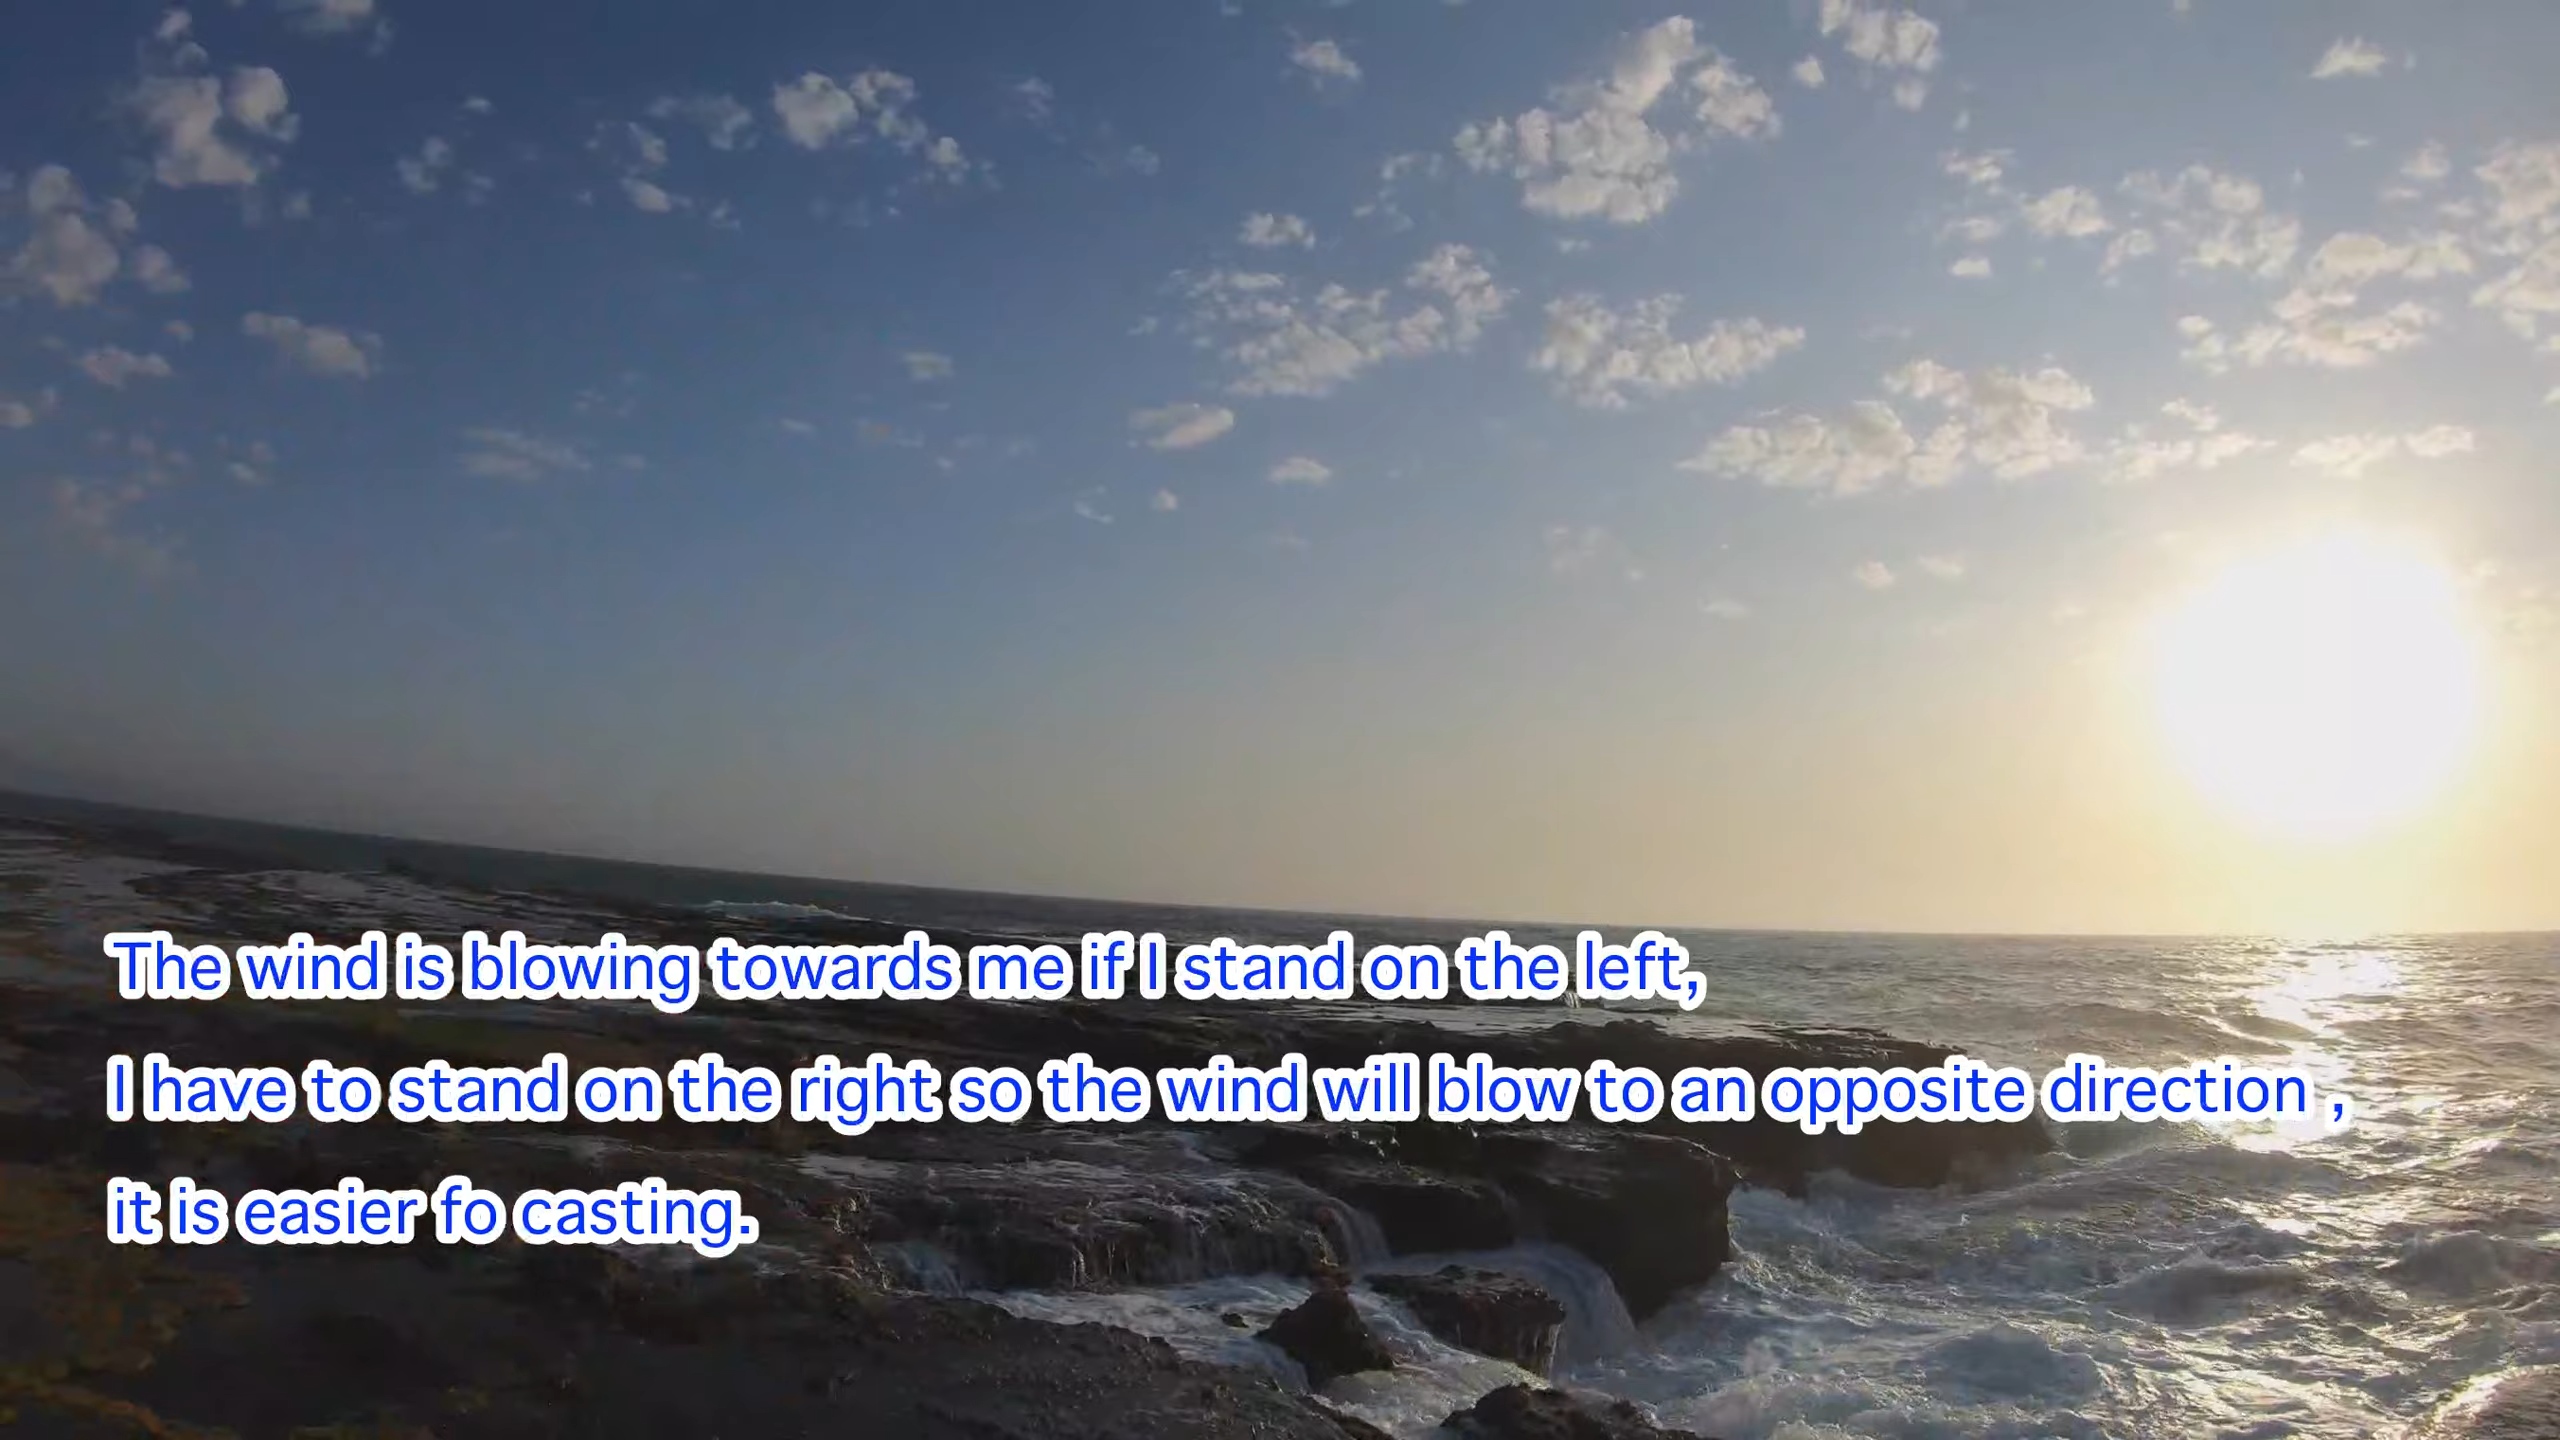 The wind is blowing towards me if I stand on the left,
I have to stand on the right so the wind will blow to an opposite direction ,
it is easier fo casting.